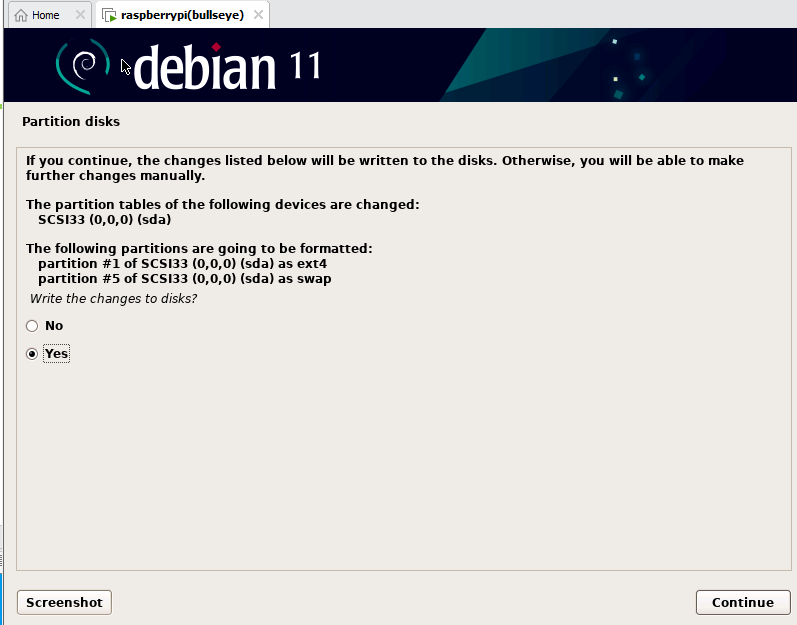 Home
raspberrypi(bullseye)
debian 11
Partition disks
If you continue, the changes listed below will be written to the disks. Otherwise, you will be able to make
further changes manually.
The partition tables of the following devices are changed:
SCSI33 (0,0,0) (sda)
The following partitions are going to be formatted:
partition #1 of SCSI33 (0,0,0) (sda) as ext4
partition #5 of SCSI33 (0,0,0) (sda) as swap
Write the changes to disks?
No
Yes
Screenshot
Continue